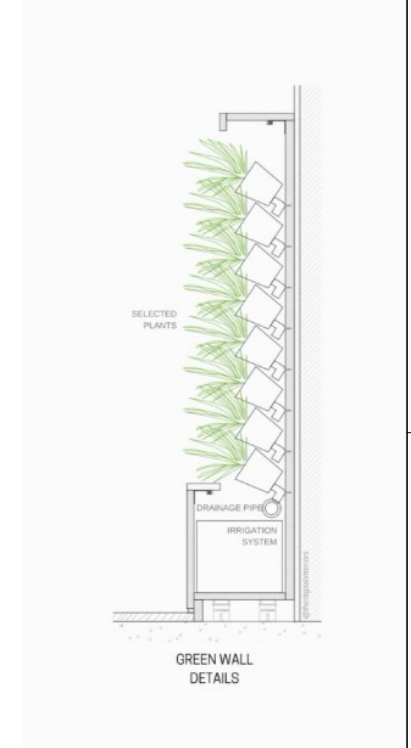 SELECTED
PLANTS
DRAINAGE PIPE
IRRIGATION
SYSTEM
GREEN WALL
DETAILS